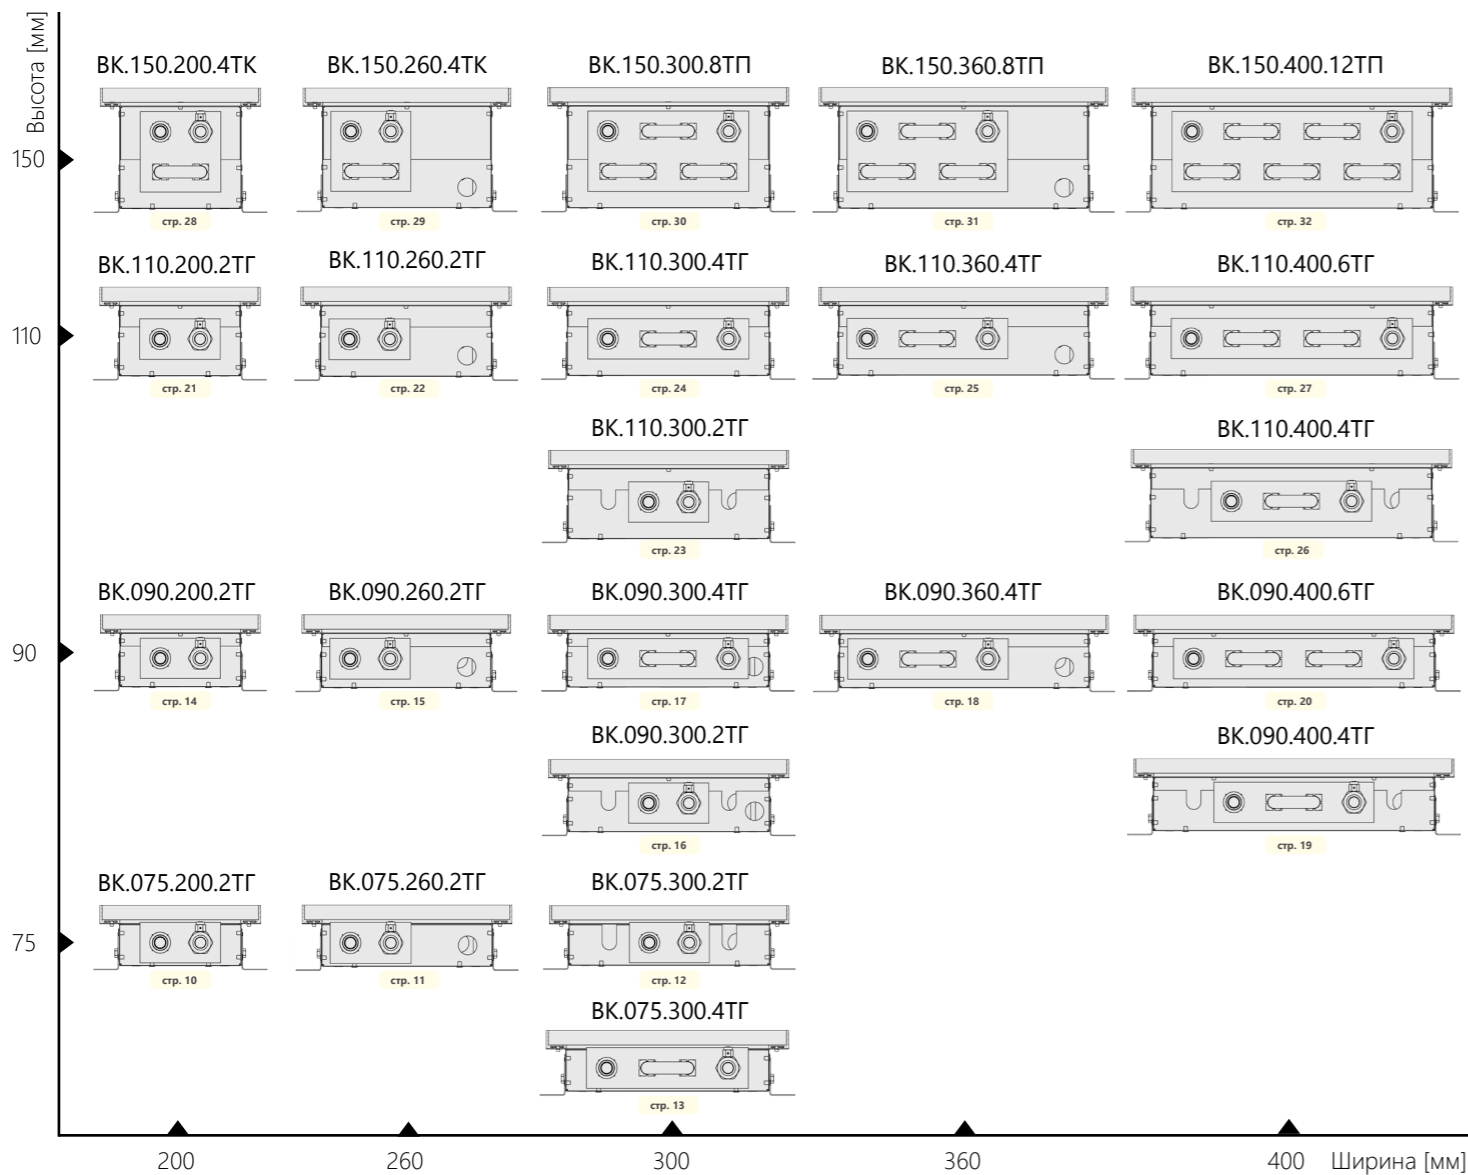 Высота [мм]
ВК.150.200.4ТК ВК.150.260.4ТК ВК.150.300.8ТП ВК.150.360.8ТП ВК.150.400.12ТП
150
стр. 28 стр. 29 стр. 30 стр. 31 стр. 32
ВК.110.200.2ТГ ВК.110.260.2ТГ ВК.110.300.4ТГ ВК.110.360.4ТГ ВК.110.400.6ТГ
110
стр. 21 стр. 22 стр. 24 стр. 25 стр. 27
ВК.110.300.2ТГ ВК.110.400.4ТГ
стр. 23 стр. 26
ВК.090.200.2ТГ ВК.090.260.2ТГ ВК.090.300.4ТГ ВК.090.360.4ТГ ВК.090.400.6ТГ
90
стр. 14 стр. 15 стр. 17 стр. 18 стр. 20
ВК.090.300.2ТГ ВК.090.400.4ТГ
стр. 16 стр. 19
ВК.075.200.2ТГ ВК.075.260.2ТГ ВК.075.300.2ТГ
75
стр. 10 стр. 11 стр. 12
ВК.075.300.4ТГ
стр. 13
200 260 300 360 400 Ширина [мм]